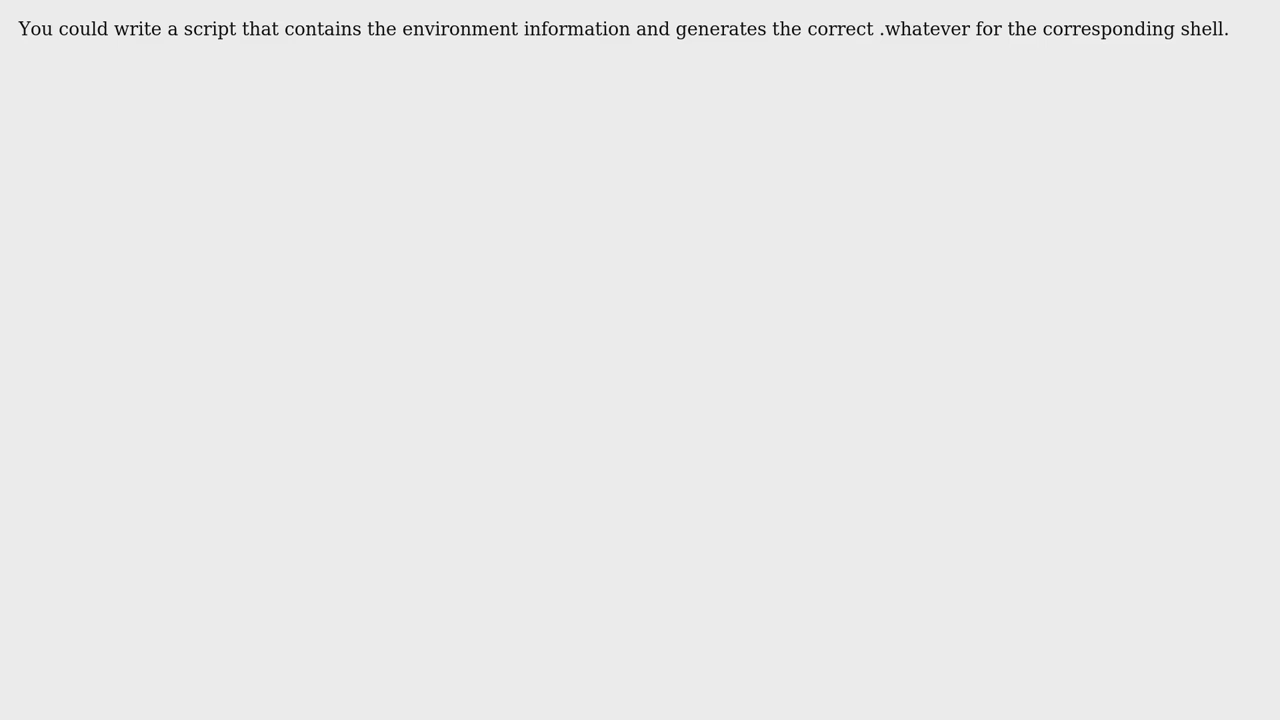 You could write a script that contains the environment information and generates the correct .whatever for the corresponding shell.